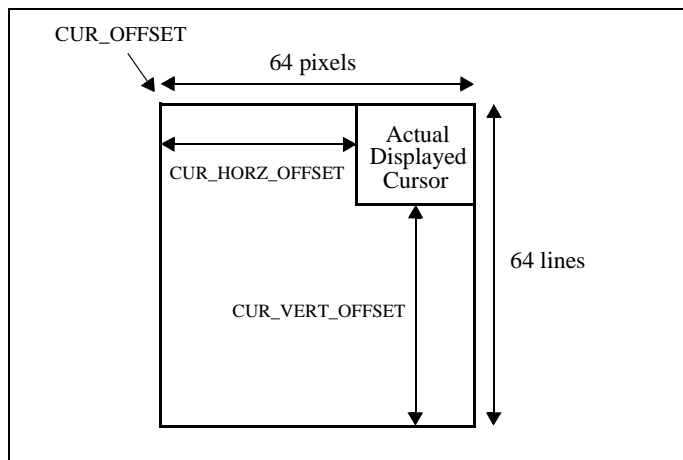 CUR_OFFSET
64 pixels
Actual
Displayed
Cursor
CUR_HORZ_OFFSET
64 lines
CUR_VERT_OFFSET